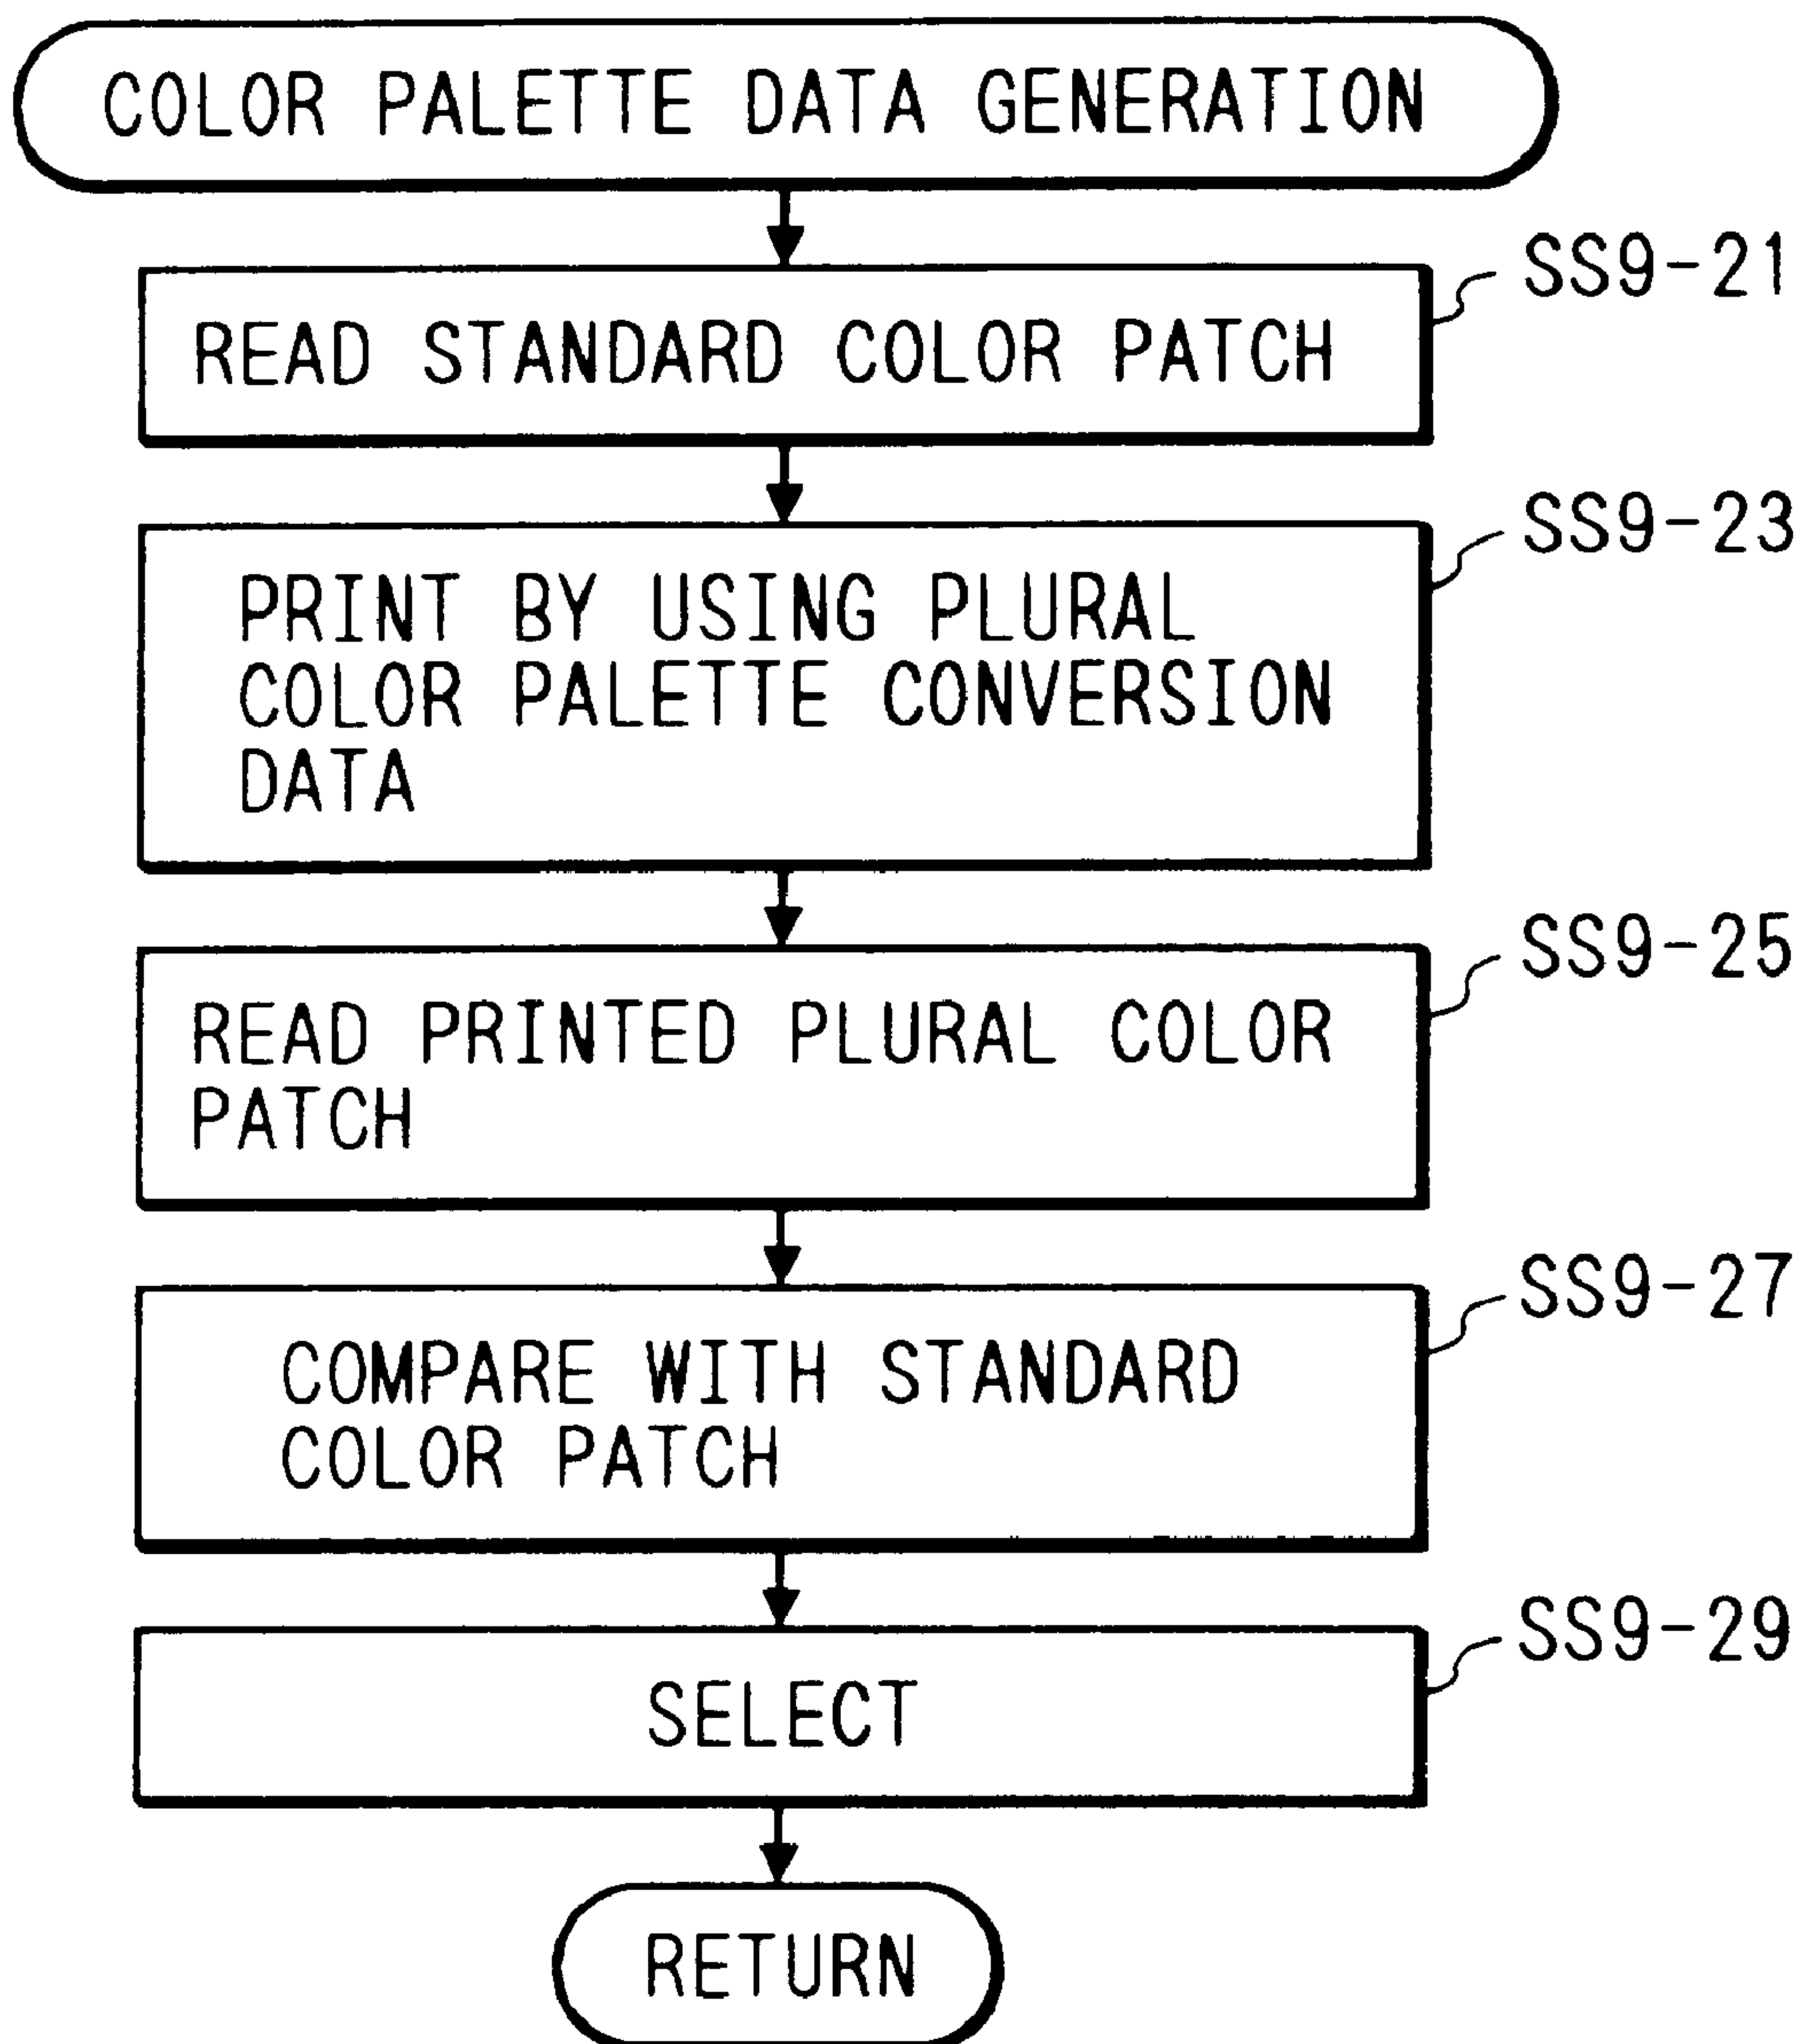 COLOR PALETTE DATA GENERATION
SS9-21
READ STANDARD COLOR PATCH
SS9-23
PRINT BY USING PLURAL
COLOR PALETTE CONVERSION
DATA
SS9-25
READ PRINTED PLURAL COLOR
PATCH
SS9-27
COMPARE WITH STANDARD
COLOR PATCH
SS9-29
SELECT
RETURN